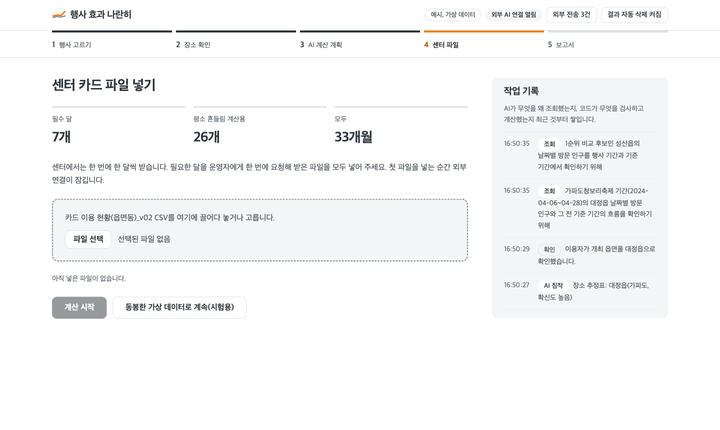 행사 효과 나란히
예시, 가상 데이터
외부 AI 연결 열림
외부 전송 3건
결과 자동 삭제 켜짐
1 행사 고르기
2 장소 확인
3 AI 계산 계획
4 센터 파일
5 보고서
센터 카드 파일 넣기
필수 달
7개
평소 흔들림 계산용
26개
모두
33개월
센터에서는 한 번에 한 달씩 받습니다. 필요한 달을 운영자에게 한 번에 요청해 받은 파일을 모두 넣어 주세요. 첫 파일을 넣는 순간 외부
연결이 잠깁니다.
카드 이용 현황(읍면동)_v02 CSV를 여기에 끌어다 놓거나 고릅니다.
파일 선택 선택된 파일 없음
아직 넣은 파일이 없습니다.
계산 시작
동봉한 가상 데이터로 계속(시험용)
작업 기록
AI가 무엇을 왜 조회했는지, 코드가 무엇을 검사하고
계산했는지 최근 것부터 쌓입니다.
16:50:35 조회 1순위 비교 후보인 성산읍의
날짜별 방문 인구를 행사 기간과 기준
기간에서 확인하기 위해
16:50:35 조회 가파도청보리축제 기간(2024-
04-06~04-28)의 대정읍 날짜별 방문
인구와 그 전 기준 기간의 흐름을 확인하기
위해
16:50:29 확인 이용자가 개최 읍면을 대정읍으로
확인했습니다.
16:50:27 AI 짐작 장소 추정표: 대정읍(가파도,
확신도 높음)